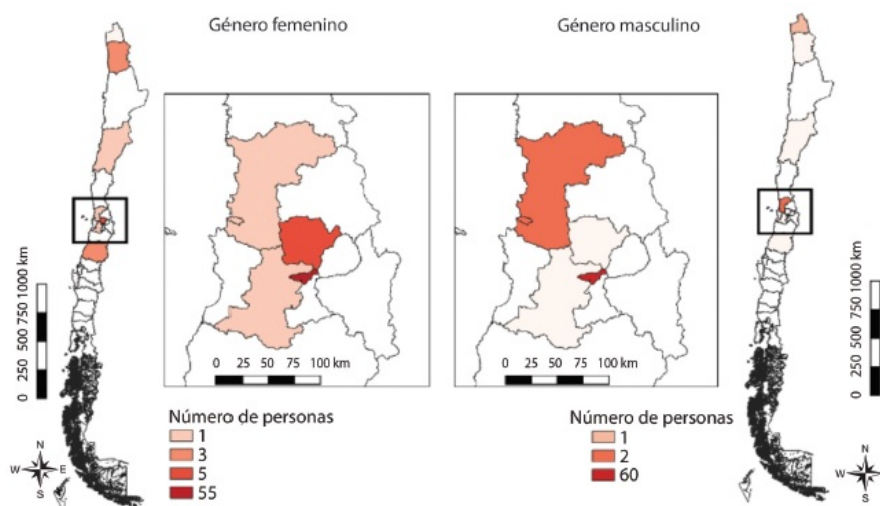 Género femenino
Género masculino
0 250 500 750 1000 km
0 25 50 75 100 km
0 25 50 75 100 km
0 250 500 750 1000 km
Número de personas
1
3
5
55
Número de personas
1
2
60
N
W E
S
N
W E
S